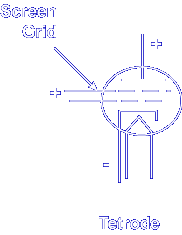 Screen
Grid
+
+
-
Tetrode